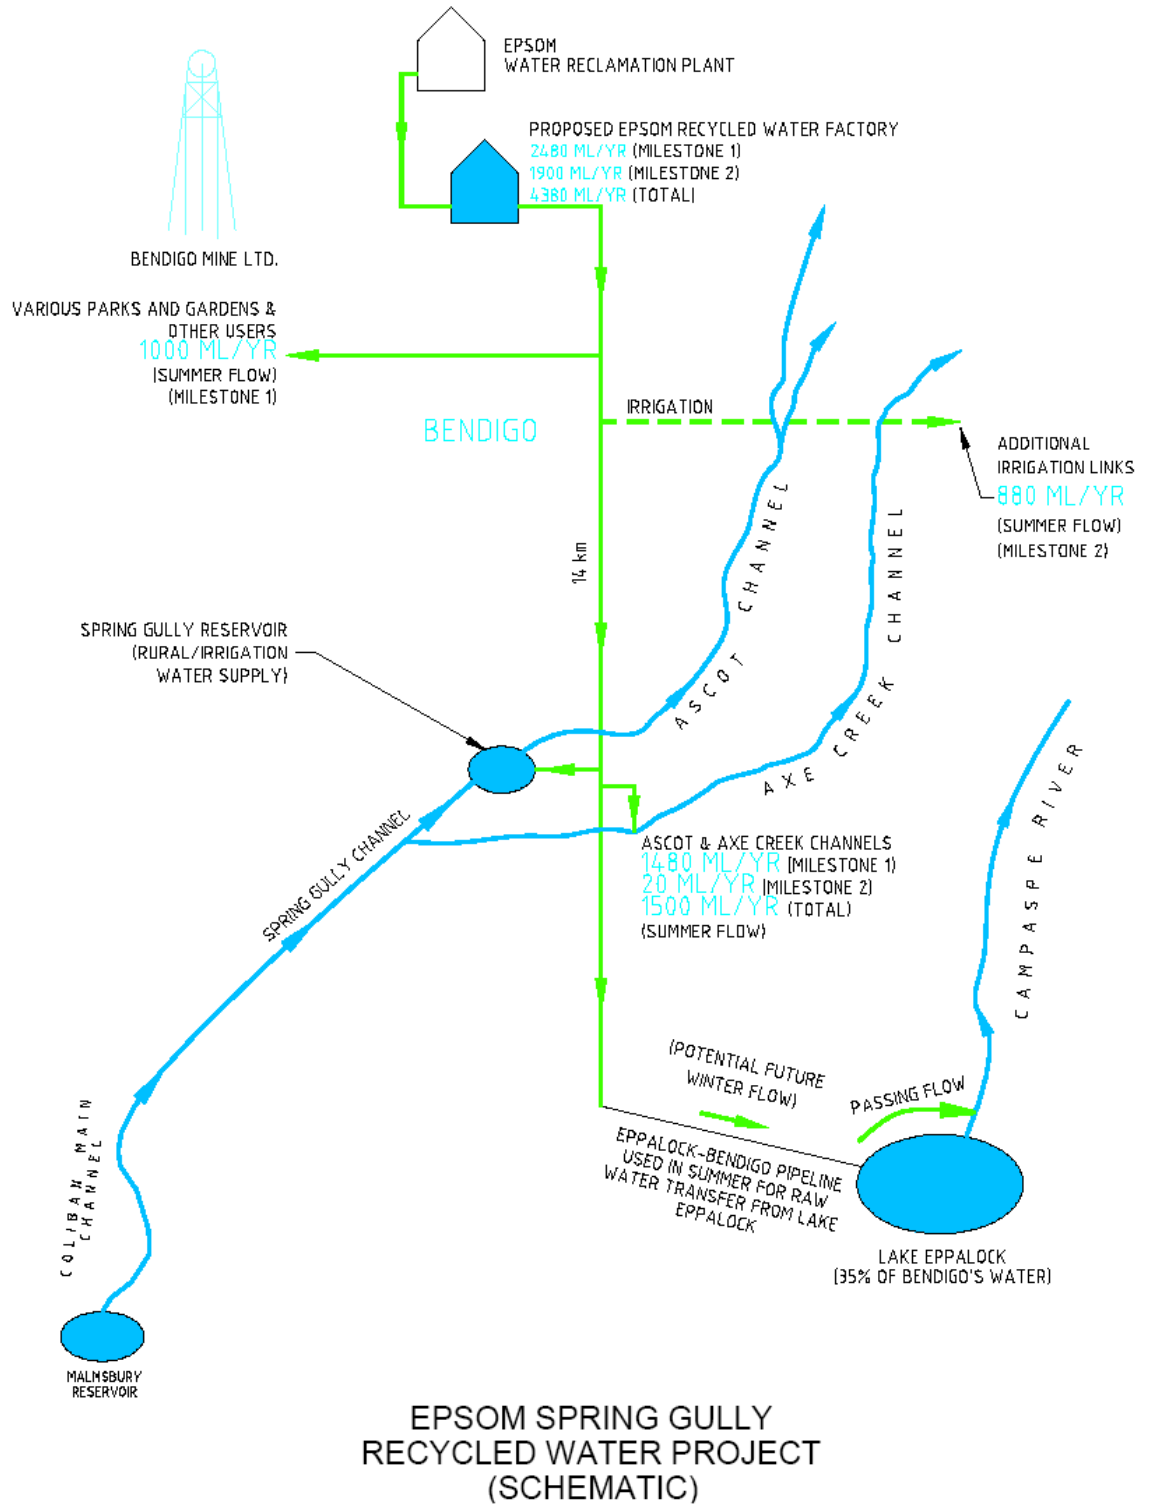 EPSOM
WATER RECLAMATION PLANT
PROPOSED EPSOM RECYCLED WATER FACTORY
2480 ML/YR (MILESTONE 1)
1900 ML/YR (MILESTONE 2)
4380 ML/YR (TOTAL)
BENDIGO MINE LTD.
VARIOUS PARKS AND GARDENS &
OTHER USERS
1000 ML/YR
(SUMMER FLOW)
(MILESTONE 1)
BENDIGO
IRRIGATION
ADDITIONAL
IRRIGATION LINKS
880 ML/YR
(SUMMER FLOW)
(MILESTONE 2)
14 km
ASCOT CHANNEL
AXE CREEK CHANNEL
SPRING GULLY RESERVOIR
(RURAL/IRRIGATION
WATER SUPPLY)
SPRING GULLY CHANNEL
ASCOT & AXE CREEK CHANNELS
1480 ML/YR (MILESTONE 1)
20 ML/YR (MILESTONE 2)
1500 ML/YR (TOTAL)
(SUMMER FLOW)
CAMPASPE RIVER
(POTENTIAL FUTURE
WINTER FLOW)
PASSING FLOW
EPPALOCK-BENDIGO PIPELINE
USED IN SUMMER FOR RAW
WATER TRANSFER FROM LAKE
EPPALOCK
LAKE EPPALOCK
(35% OF BENDIGO'S WATER)
COLIBAN MAIN
CHANNEL
MALMSBURY
RESERVOIR
EPSOM SPRING GULLY
RECYCLED WATER PROJECT
(SCHEMATIC)